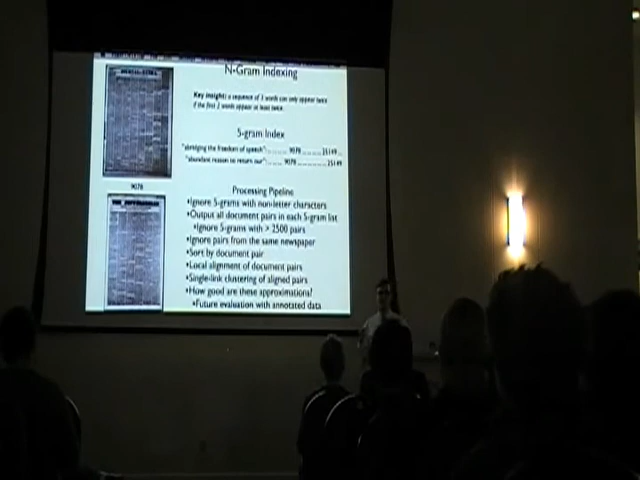 N-Gram Indexing
Key insight: a sequence of 3 words can only appear twice
if the first 2 words appear at least twice.
5-gram Index
"abridging the freedom of speech": ...... 9078 ........ 25149 ...
"abundant reason to return our": ...... 9078 ........ 25149
9078
Processing Pipeline
•Ignore 5-grams with non-letter characters
•Output all document pairs in each 5-gram list
•Ignore 5-grams with > 2500 pairs
•Ignore pairs from the same newspaper
•Sort by document pair
•Local alignment of document pairs
•Single-link clustering of aligned pairs
•How good are these approximations?
•Future evaluation with annotated data